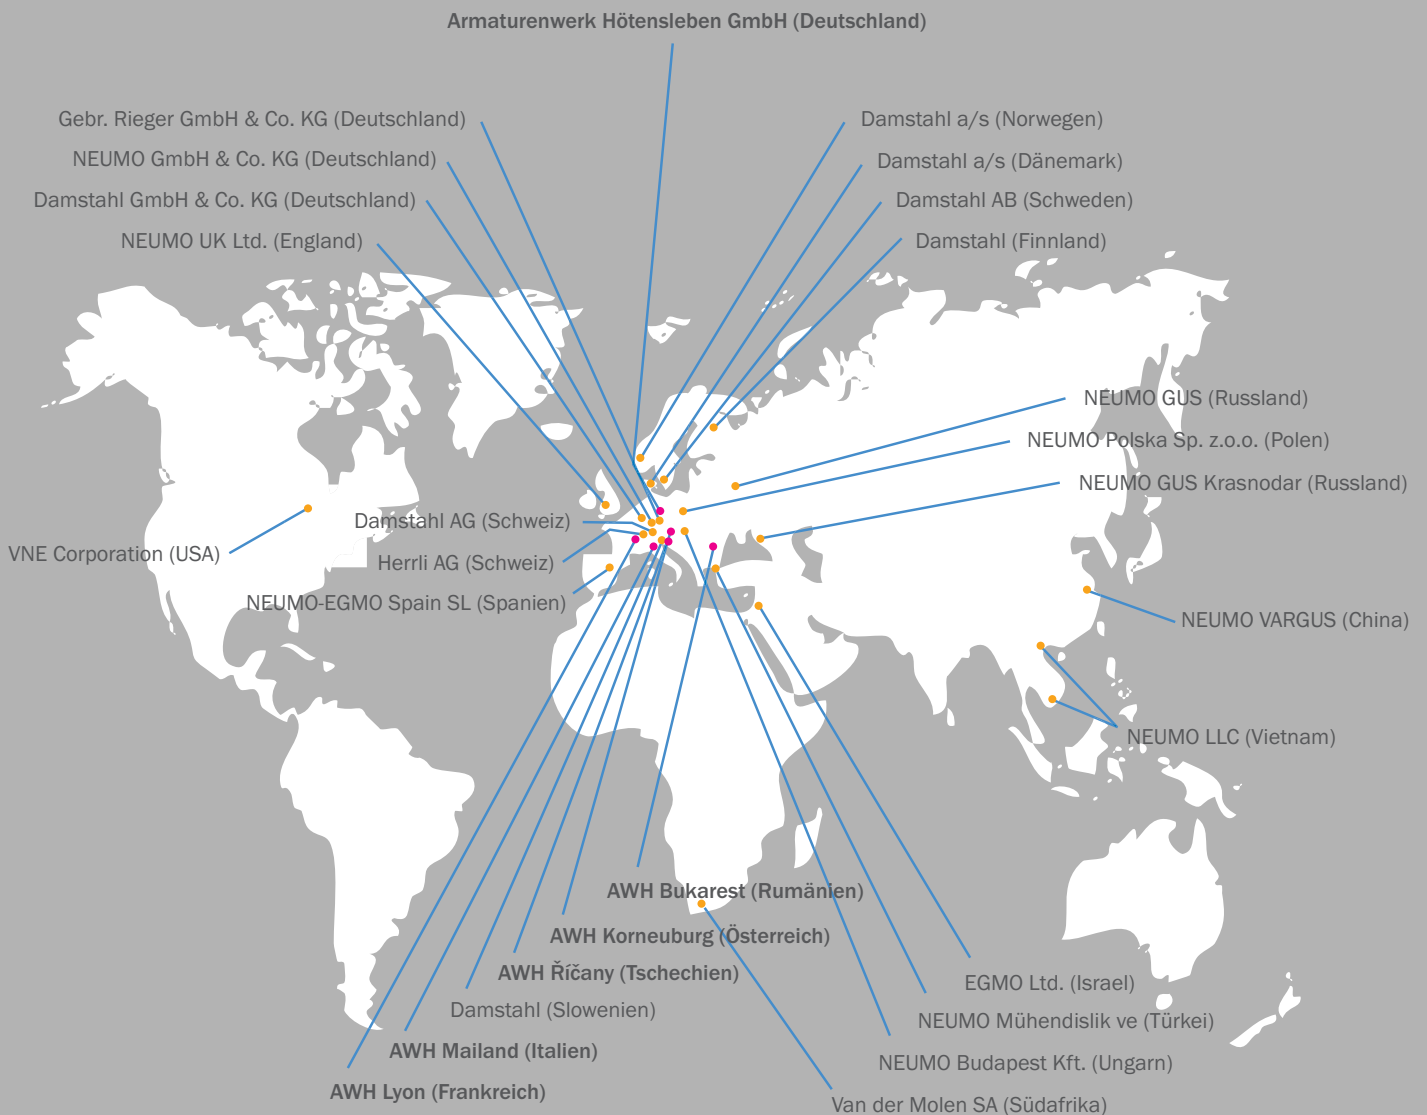 Armaturenwerk Hötensleben GmbH (Deutschland)
Gebr. Rieger GmbH & Co. KG (Deutschland)
NEUMO GmbH & Co. KG (Deutschland)
Damstahl GmbH & Co. KG (Deutschland)
NEUMO UK Ltd. (England)
Damstahl a/s (Norwegen)
Damstahl a/s (Dänemark)
Damstahl AB (Schweden)
Damstahl (Finnland)
NEUMO GUS (Russland)
NEUMO Polska Sp. z.o.o. (Polen)
NEUMO GUS Krasnodar (Russland)
Damstahl AG (Schweiz)
VNE Corporation (USA)
Herrli AG (Schweiz)
NEUMO-EGMO Spain SL (Spanien)
NEUMO VARGUS (China)
NEUMO LLC (Vietnam)
AWH Bukarest (Rumänien)
AWH Korneuburg (Österreich)
AWH Říčany (Tschechien)
Damstahl (Slowenien)
AWH Mailand (Italien)
AWH Lyon (Frankreich)
EGMO Ltd. (Israel)
NEUMO Mühendislik ve (Türkei)
NEUMO Budapest Kft. (Ungarn)
Van der Molen SA (Südafrika)